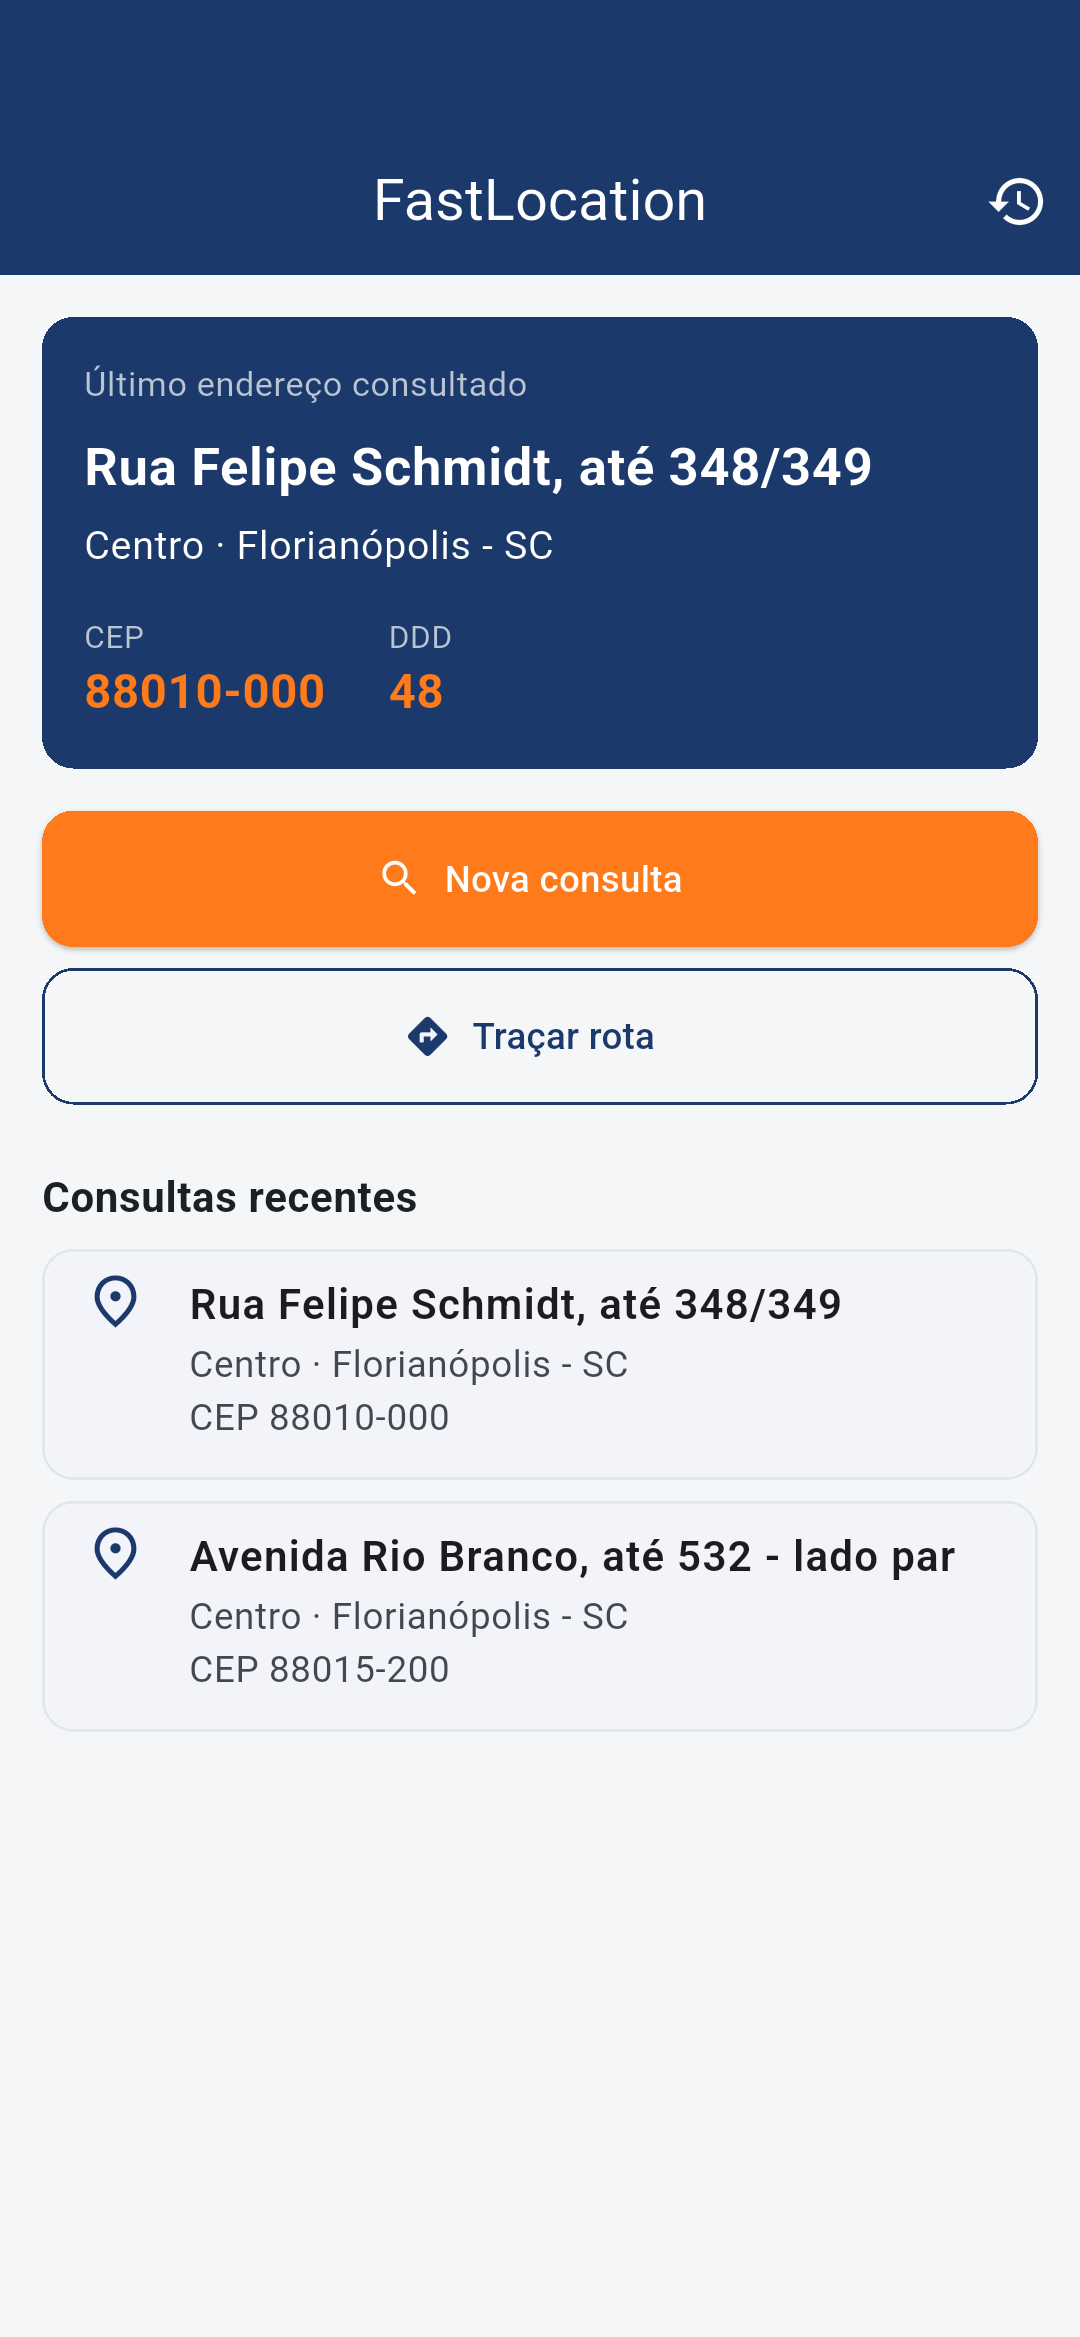 FastLocation
Último endereço consultado
Rua Felipe Schmidt, até 348/349
Centro · Florianópolis - SC
CEP DDD
88010-000 48
Nova consulta
Traçar rota
Consultas recentes
Rua Felipe Schmidt, até 348/349
Centro · Florianópolis - SC
CEP 88010-000
Avenida Rio Branco, até 532 - lado par
Centro · Florianópolis - SC
CEP 88015-200